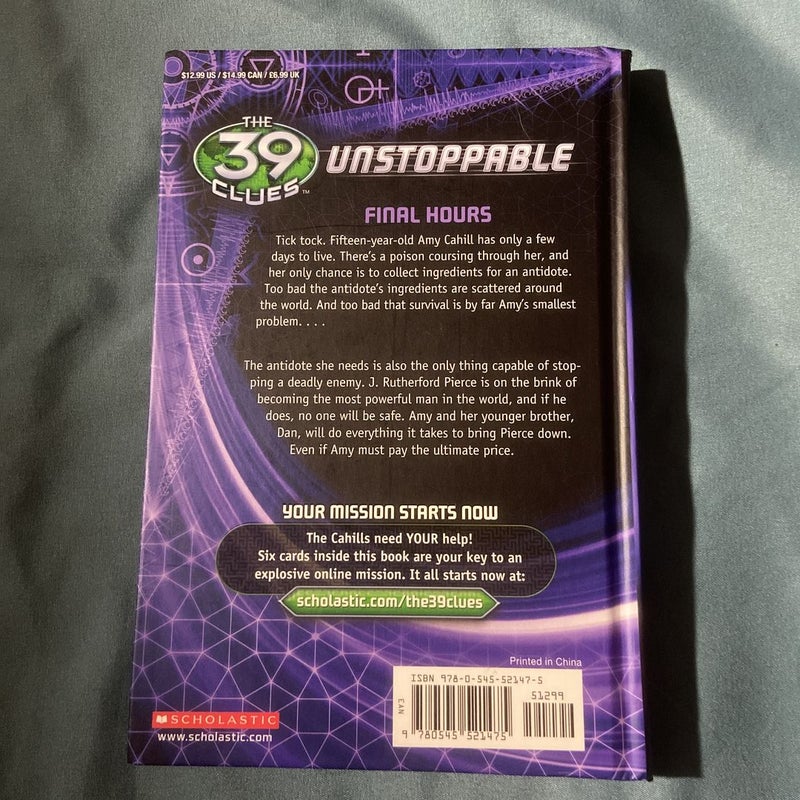 $12.99 US / $14.99 CAN / £6.99 UK
THE
39
CLUES™
UNSTOPPABLE
FINAL HOURS
Tick tock. Fifteen-year-old Amy Cahill has only a few
days to live. There's a poison coursing through her, and
her only chance is to collect ingredients for an antidote.
Too bad the antidote's ingredients are scattered around
the world. And too bad that survival is by far Amy's smallest
problem. . . .
The antidote she needs is also the only thing capable of stop-
ping a deadly enemy. J. Rutherford Pierce is on the brink of
becoming the most powerful man in the world, and if he
does, no one will be safe. Amy and her younger brother,
Dan, will do everything it takes to bring Pierce down.
Even if Amy must pay the ultimate price.
YOUR MISSION STARTS NOW
The Cahills need YOUR help!
Six cards inside this book are your key to an
explosive online mission. It all starts now at:
scholastic.com/the39clues
Printed in China
ISBN 978-0-545-52147-5
51299
EAN
9 780545 521475
SCHOLASTIC
www.scholastic.com